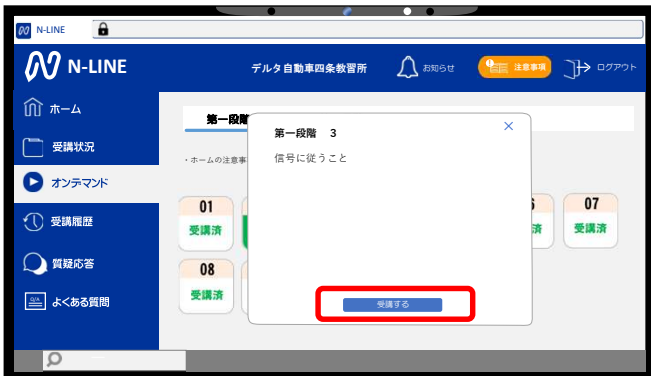 N-LINE
N-LINE
デルタ自動車四条教習所
お知らせ
注意事項
ログアウト
ホーム
受講状況
オンデマンド
受講履歴
質疑応答
Q/A
よくある質問
第一段階
・ホームの注意事
第一段階 3
信号に従うこと
受講する
01
受講済
07
受講済
済
08
受講済